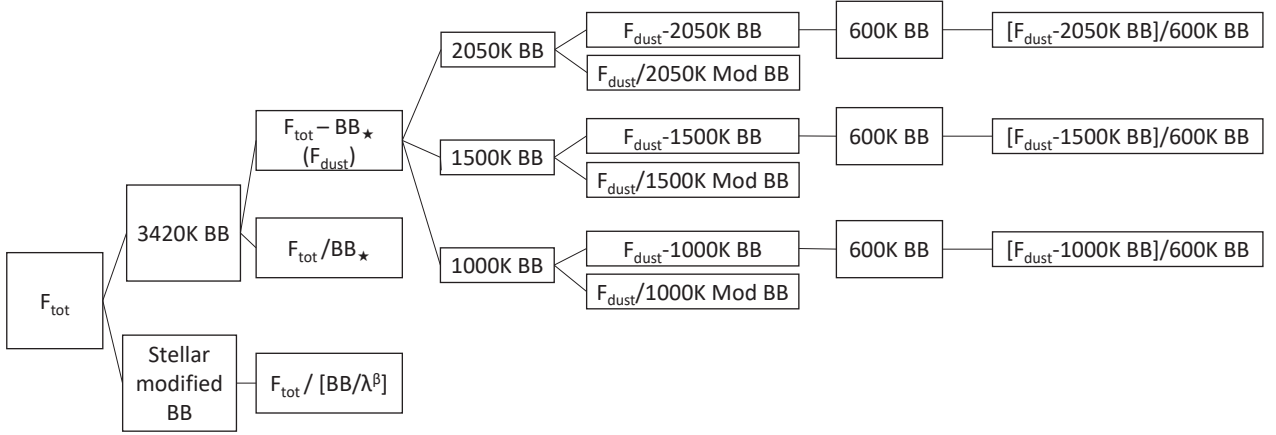 F_tot
3420K BB
Stellar
modified
BB
F_tot – BB_★
(F_dust)
F_tot /BB_★
F_tot / [BB/λ^β]
2050K BB
1500K BB
1000K BB
F_dust-2050K BB
F_dust/2050K Mod BB
F_dust-1500K BB
F_dust/1500K Mod BB
F_dust-1000K BB
F_dust/1000K Mod BB
600K BB
600K BB
600K BB
[F_dust-2050K BB]/600K BB
[F_dust-1500K BB]/600K BB
[F_dust-1000K BB]/600K BB